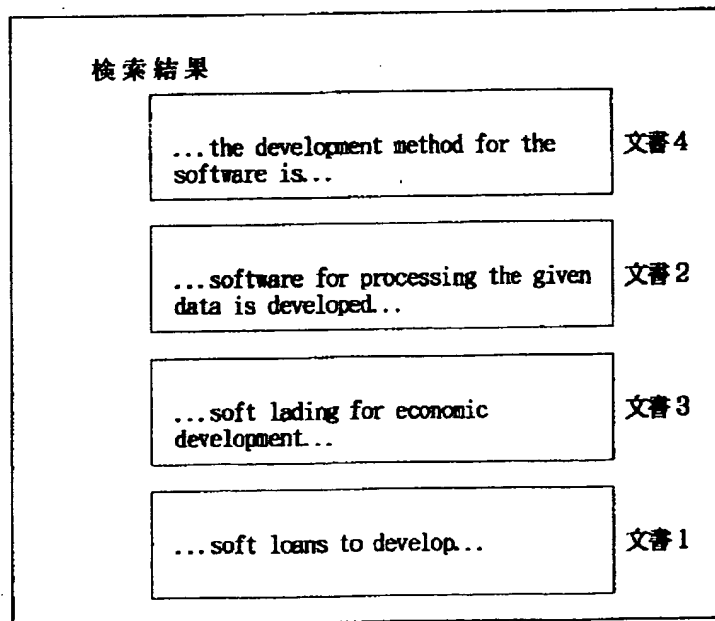 検索結果
...the development method for the
software is...
文書4
...software for processing the given
data is developed...
文書2
...soft lading for economic
development...
文書3
...soft loans to develop...
文書1